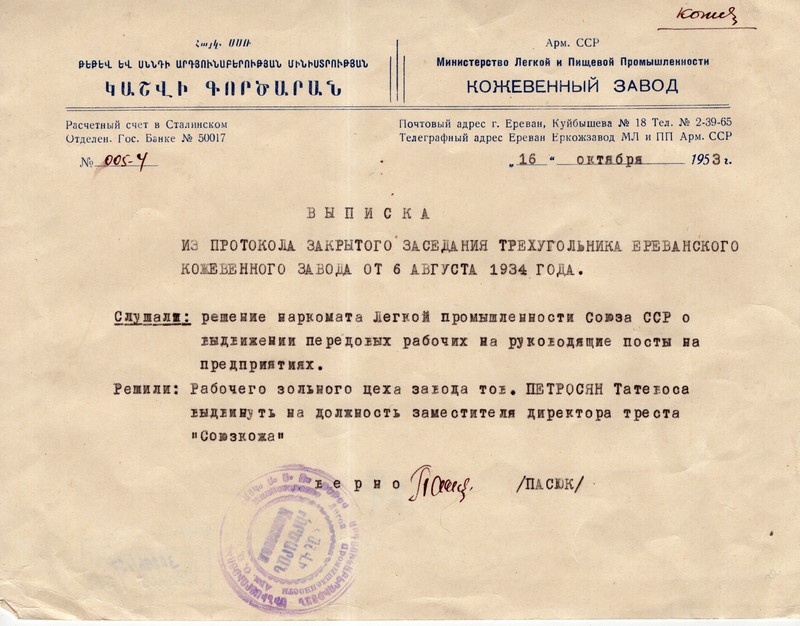 Копия
Հայկ. ՍՍՌ
ԹԵԹԵՎ ԵՎ ՍՆՆԴԻ ԱՐԴՅՈՒՆԱԲԵՐՈՒԹՅԱՆ ՄԻՆԻՍՏՐՈՒԹՅԱՆ
ԿԱՇՎԻ ԳՈՐԾԱՐԱՆ
Арм. ССР
Министерство Легкой и Пищевой Промышленности
КОЖЕВЕННЫЙ ЗАВОД
Расчетный счет в Сталинском
Отделен. Гос. Банке № 50017
Почтовый адрес г. Ереван, Куйбышева № 18 Тел. № 2-39-65
Телеграфный адрес Ереван Еркожзавод МЛ и ПП Арм. ССР
№ 005-4
„16 “ октября 1953 г.
ВЫПИСКА
ИЗ ПРОТОКОЛА ЗАКРЫТОГО ЗАСЕДАНИЯ ТРЕХУГОЛЬНИКА ЕРЕВАНСКОГО
КОЖЕВЕННОГО ЗАВОДА ОТ 6 АВГУСТА 1934 ГОДА.
Слушали: решение наркомата Легкой промышленности Союза ССР о
выдвижении передовых рабочих на руководящие посты на
предприятиях.
Решили: Рабочего зольного цеха завода тов. ПЕТРОСЯН Татевоса
выдвинуть на должность заместителя директора треста
"Союзкожа"
верно /ПАСЮК/